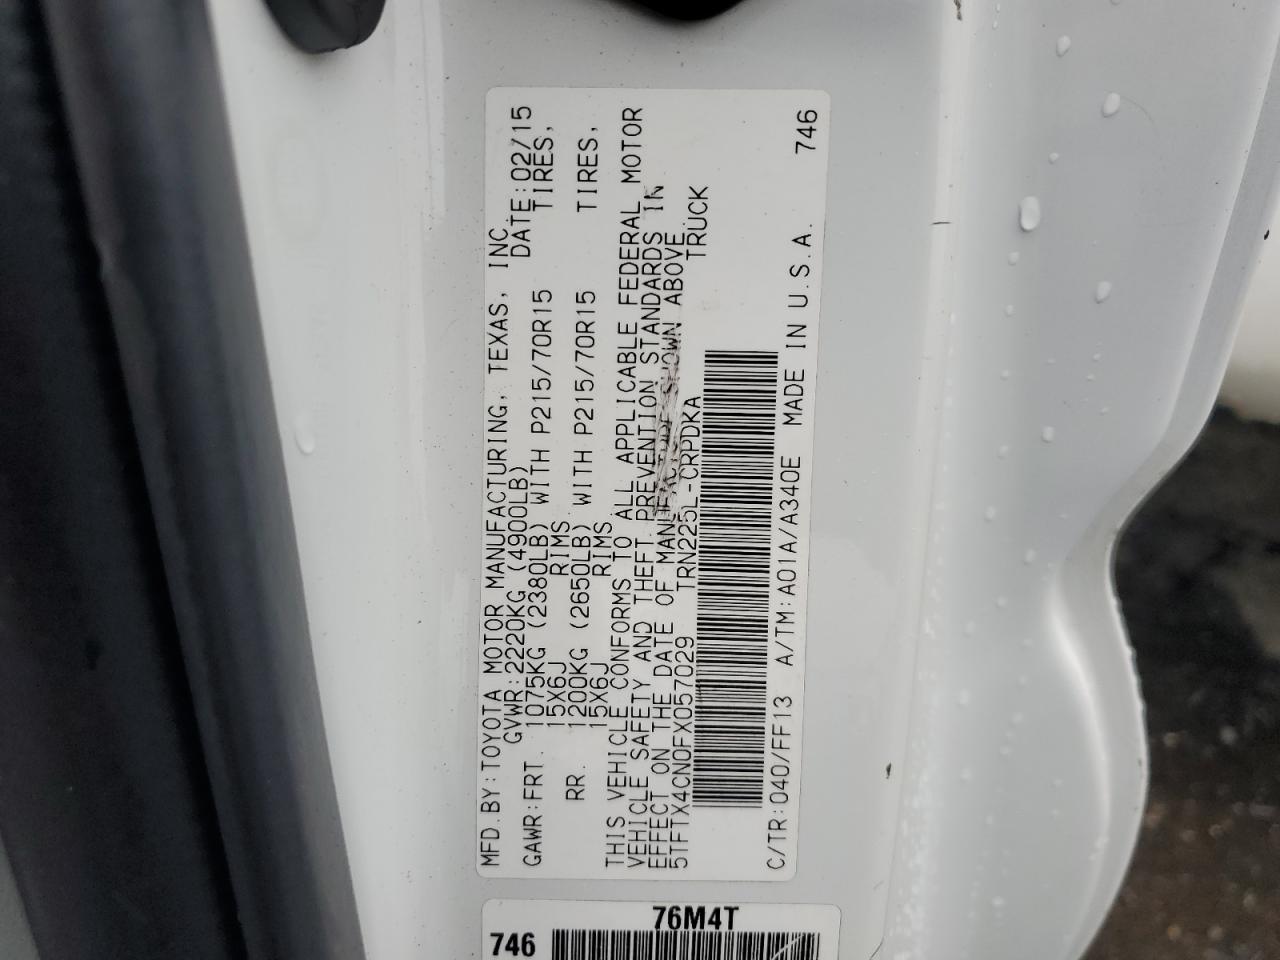 MFD.BY:TOYOTA MOTOR MANUFACTURING, TEXAS, INC.
GVWR:2220KG (4900LB) DATE:02/15
GAWR:FRT. 1075KG (2380LB) WITH P215/70R15 TIRES,
15X6J RIMS
RR. 1200KG (2650LB) WITH P215/70R15 TIRES,
15X6J RIMS
THIS VEHICLE CONFORMS TO ALL APPLICABLE FEDERAL MOTOR
VEHICLE SAFETY AND THEFT PREVENTION STANDARDS IN
EFFECT ON THE DATE OF MANUFACTURE SHOWN ABOVE.
5TFTX4CN0FX057029 TRN225L-CRPDKA TRUCK
C/TR:040/FF13 A/TM:A01A/A340E MADE IN U.S.A. 746
76M4T
746